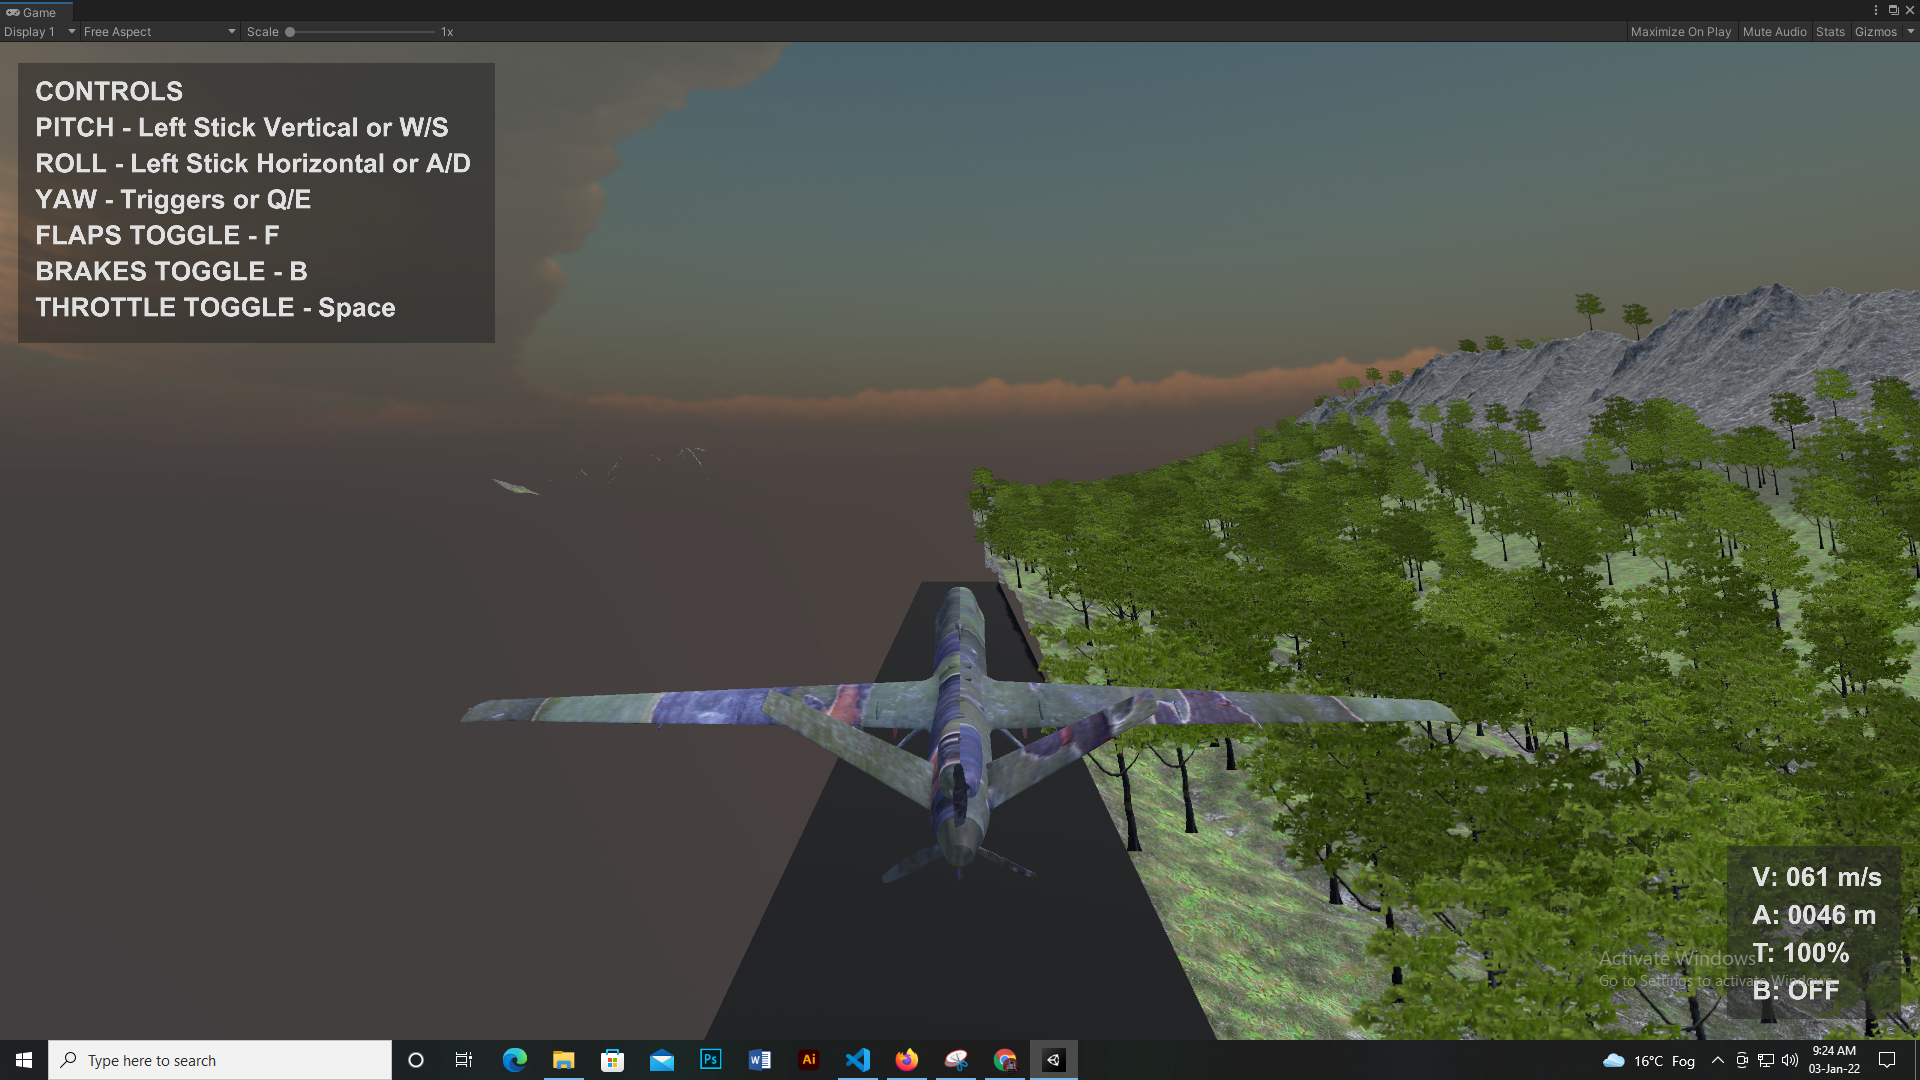 Game
Display 1 Free Aspect Scale 1x Maximize On Play Mute Audio Stats Gizmos
CONTROLS
PITCH - Left Stick Vertical or W/S
ROLL - Left Stick Horizontal or A/D
YAW - Triggers or Q/E
FLAPS TOGGLE - F
BRAKES TOGGLE - B
THROTTLE TOGGLE - Space
V: 061 m/s
A: 0046 m
T: 100%
B: OFF
Activate Windows
Go to Settings to activate Windows.
Type here to search
Ps
W
Ai
16°C Fog
9:24 AM
03-Jan-22